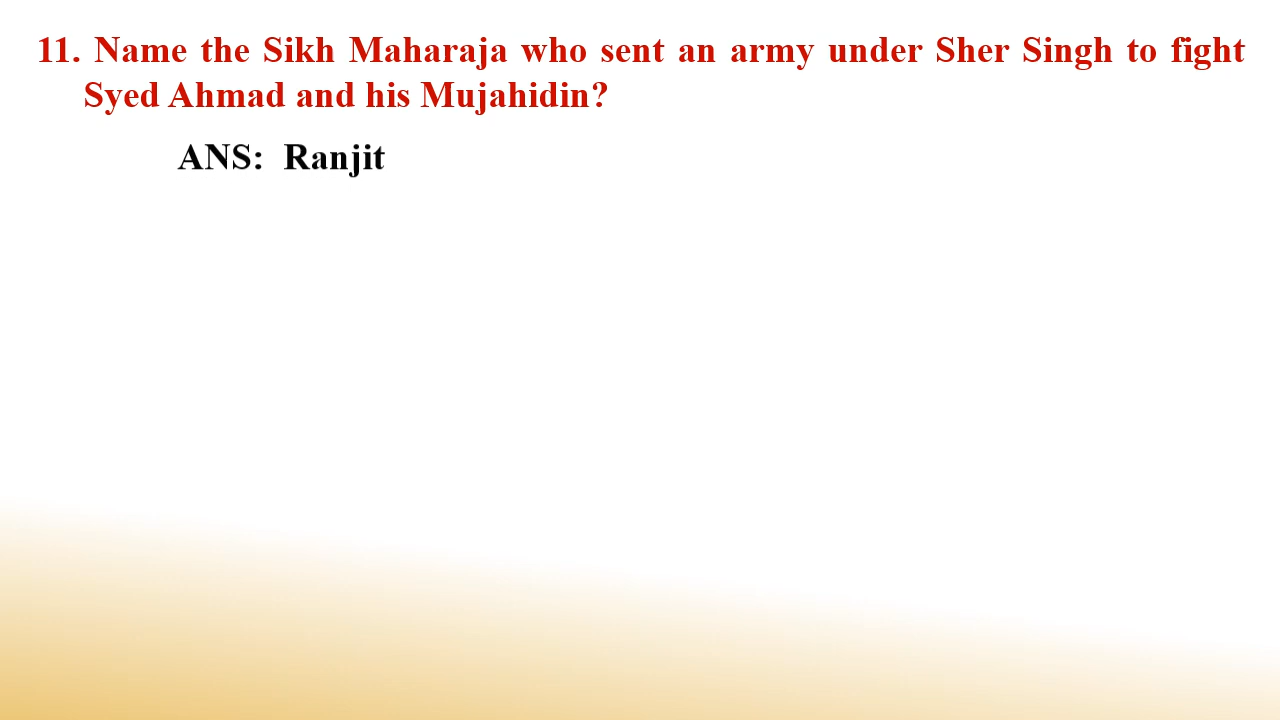 11. Name the Sikh Maharaja who sent an army under Sher Singh to fight
Syed Ahmad and his Mujahidin?
ANS: Ranjit